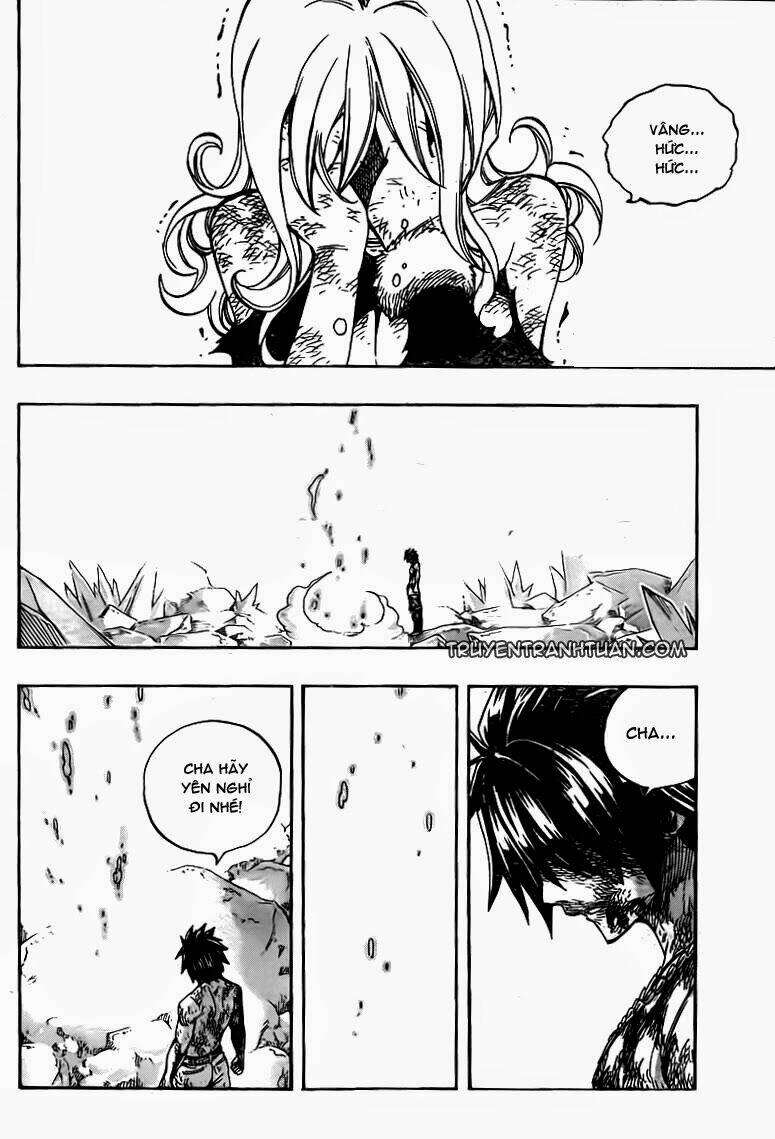 VÂNG...
HỨC...
HỨC...
TRUYENTRANHTUAN.COM
CHA...
CHA HÃY
YÊN NGHỈ
ĐI NHÉ!